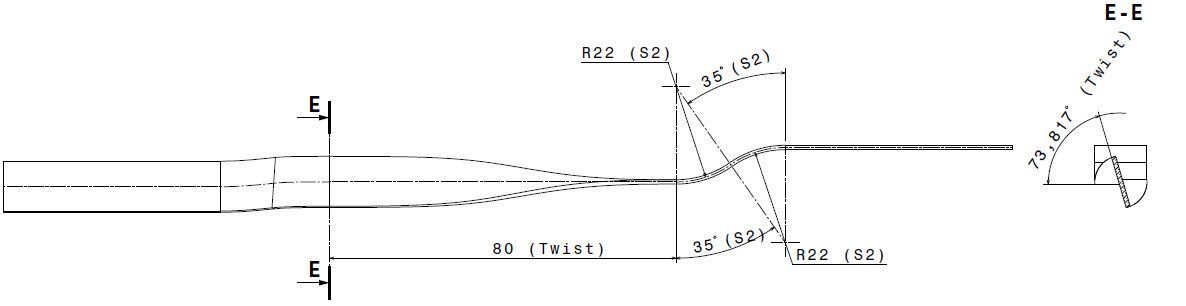 E-E
R22 (S2)
35° (S2)
73,817° (Twist)
E
80 (Twist)
35° (S2)
R22 (S2)
E